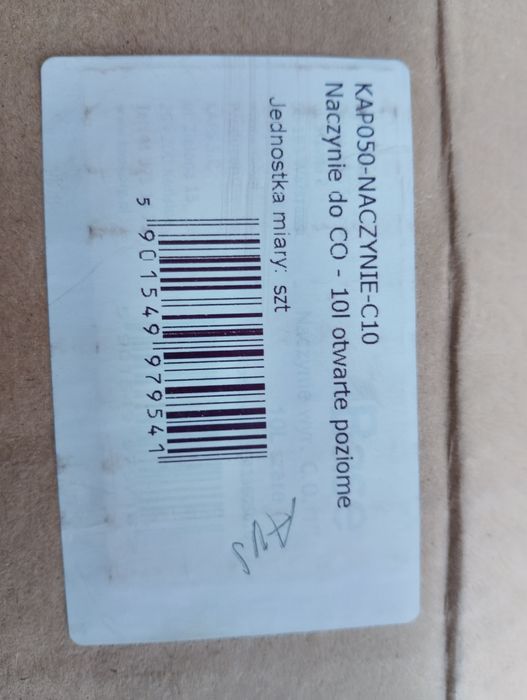 KAP050-NACZYNIE-C10
Naczynie do CO - 10l otwarte poziome
Jednostka miary: szt
5 901549 979541